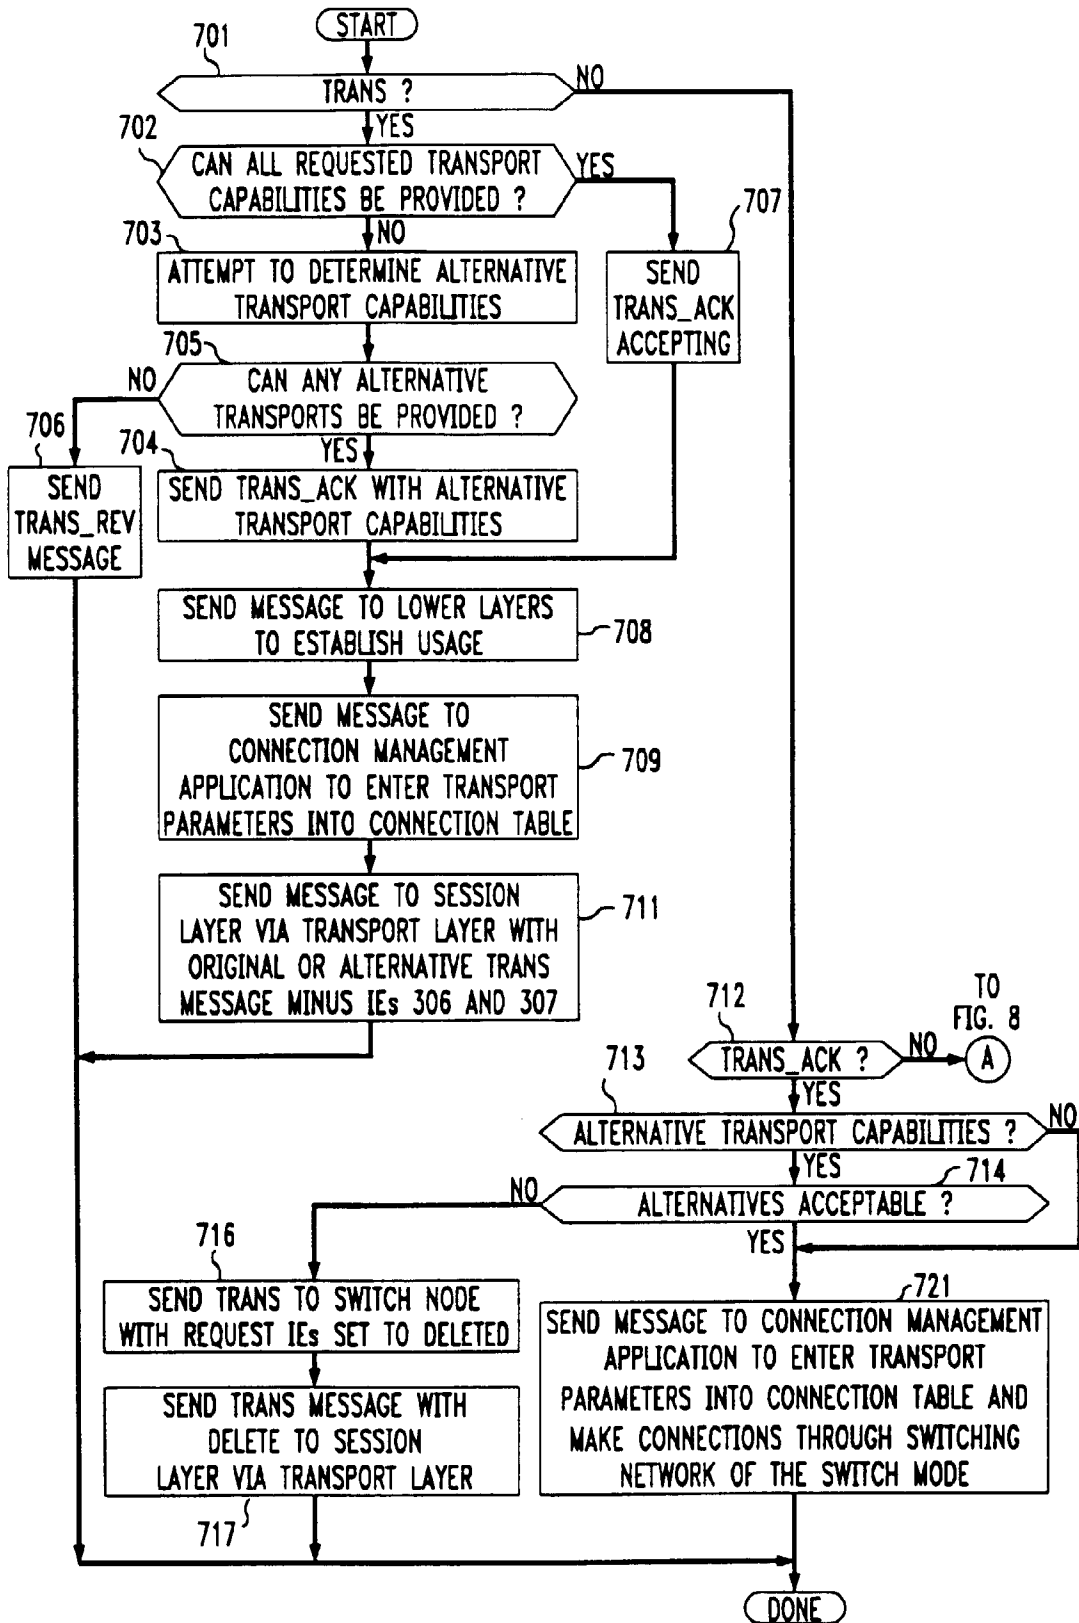 START
701
TRANS ?
NO
YES
702
CAN ALL REQUESTED TRANSPORT
CAPABILITIES BE PROVIDED ?
YES
707
NO
703
ATTEMPT TO DETERMINE ALTERNATIVE
TRANSPORT CAPABILITIES
SEND
TRANS_ACK
ACCEPTING
705
NO
CAN ANY ALTERNATIVE
TRANSPORTS BE PROVIDED ?
706
704
YES
SEND
TRANS_REV
MESSAGE
SEND TRANS_ACK WITH ALTERNATIVE
TRANSPORT CAPABILITIES
SEND MESSAGE TO LOWER LAYERS
TO ESTABLISH USAGE
708
SEND MESSAGE TO
CONNECTION MANAGEMENT
APPLICATION TO ENTER TRANSPORT
PARAMETERS INTO CONNECTION TABLE
709
SEND MESSAGE TO SESSION
LAYER VIA TRANSPORT LAYER WITH
ORIGINAL OR ALTERNATIVE TRANS
MESSAGE MINUS IEs 306 AND 307
711
712
TO
FIG. 8
TRANS_ACK ?
NO
A
713
YES
ALTERNATIVE TRANSPORT CAPABILITIES ?
NO
YES
714
NO
ALTERNATIVES ACCEPTABLE ?
YES
716
SEND TRANS TO SWITCH NODE
WITH REQUEST IEs SET TO DELETED
721
SEND MESSAGE TO CONNECTION MANAGEMENT
APPLICATION TO ENTER TRANSPORT
PARAMETERS INTO CONNECTION TABLE AND
MAKE CONNECTIONS THROUGH SWITCHING
NETWORK OF THE SWITCH MODE
SEND TRANS MESSAGE WITH
DELETE TO SESSION
LAYER VIA TRANSPORT LAYER
717
DONE